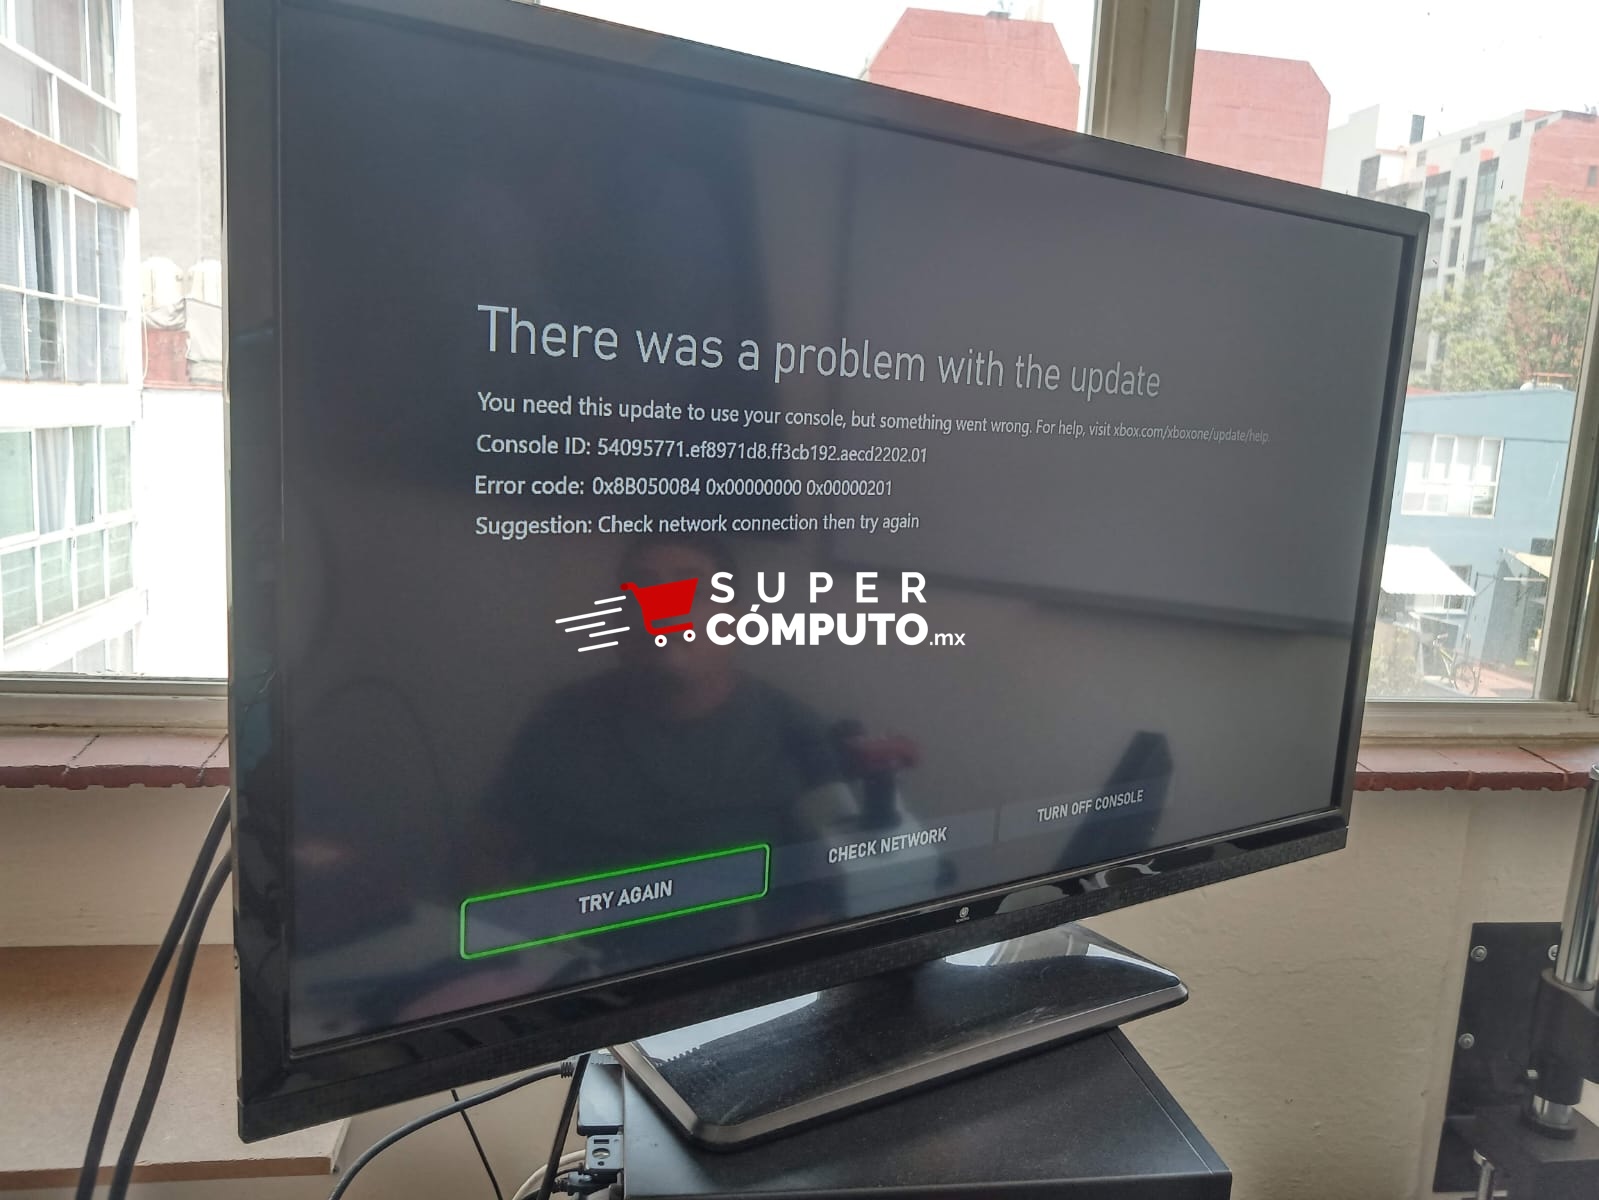 There was a problem with the update
You need this update to use your console, but something went wrong. For help, visit xbox.com/xboxone/update/help.
Console ID: 54095771.ef8971d8.ff3cb192.aecd2202.01
Error code: 0x8B050084 0x00000000 0x00000201
Suggestion: Check network connection then try again
SUPER
CÓMPUTO.mx
TRY AGAIN
CHECK NETWORK
TURN OFF CONSOLE